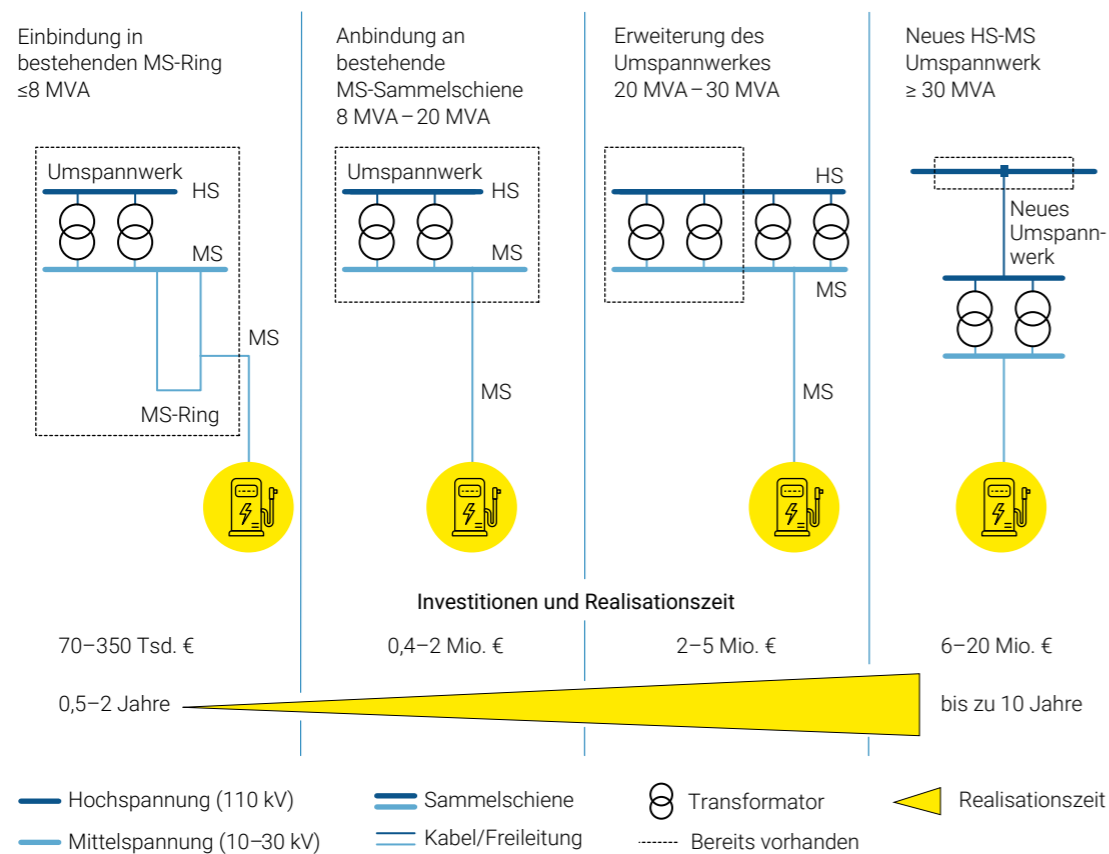 Einbindung in
bestehenden MS-Ring
≤8 MVA
Anbindung an
bestehende
MS-Sammelschiene
8 MVA – 20 MVA
Erweiterung des
Umspannwerkes
20 MVA – 30 MVA
Neues HS-MS
Umspannwerk
≥ 30 MVA
Umspannwerk
HS
MS
MS
MS-Ring
Umspannwerk
HS
MS
MS
HS
MS
MS
Neues
Umspann-
werk
Investitionen und Realisationszeit
70–350 Tsd. €
0,4–2 Mio. €
2–5 Mio. €
6–20 Mio. €
0,5–2 Jahre
bis zu 10 Jahre
Hochspannung (110 kV)
Sammelschiene
Transformator
Realisationszeit
Mittelspannung (10–30 kV)
Kabel/Freileitung
Bereits vorhanden